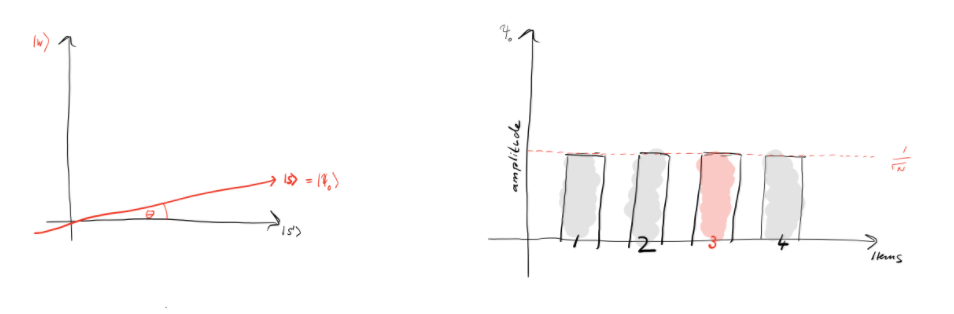 |w⟩
|s⟩ = |ψ₀⟩
θ
|s'⟩
ψ₀
amplitude
1/√N
1 2 3 4
items